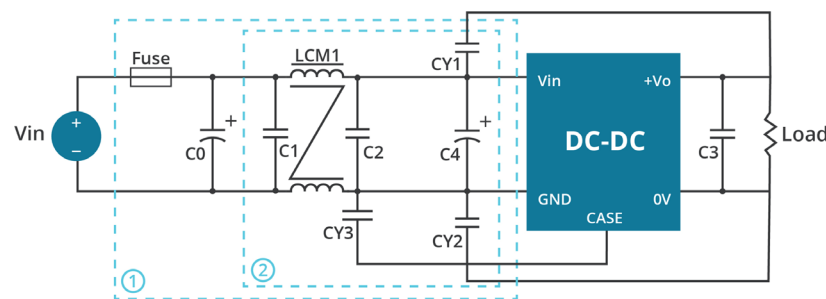 Fuse
LCM1
CY1
Vin
+
−
C0
+
C1
C2
C4
+
Vin
+Vo
DC-DC
GND
0V
CASE
C3
Load
CY3
CY2
1
2